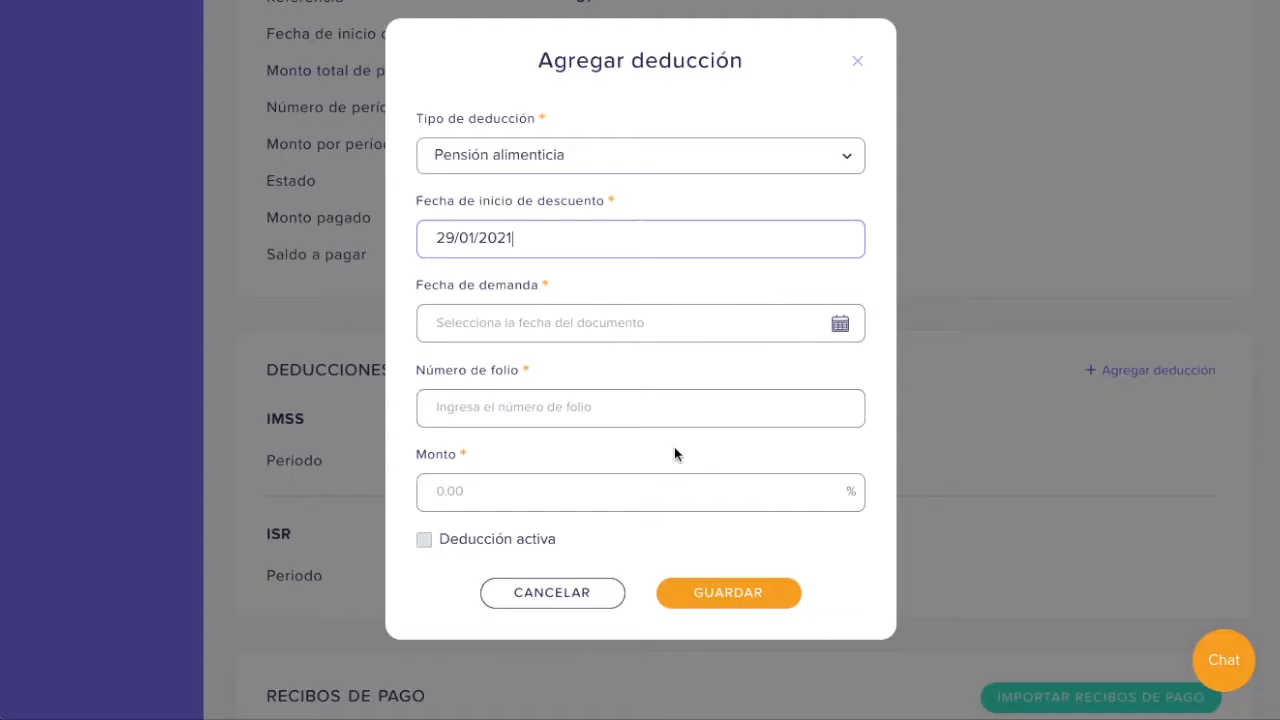 Agregar deducción
Tipo de deducción *
Pensión alimenticia
Fecha de inicio de descuento *
29/01/2021
Fecha de demanda *
Selecciona la fecha del documento
Número de folio *
Ingresa el número de folio
Monto *
0.00 %
Deducción activa
CANCELAR GUARDAR
Fecha de inicio
Monto total de p
Número de perío
Monto por perío
Estado
Monto pagado
Saldo a pagar
DEDUCCIONES
+ Agregar deducción
IMSS
Periodo
ISR
Periodo
RECIBOS DE PAGO
IMPORTAR RECIBOS DE PAGO
Chat